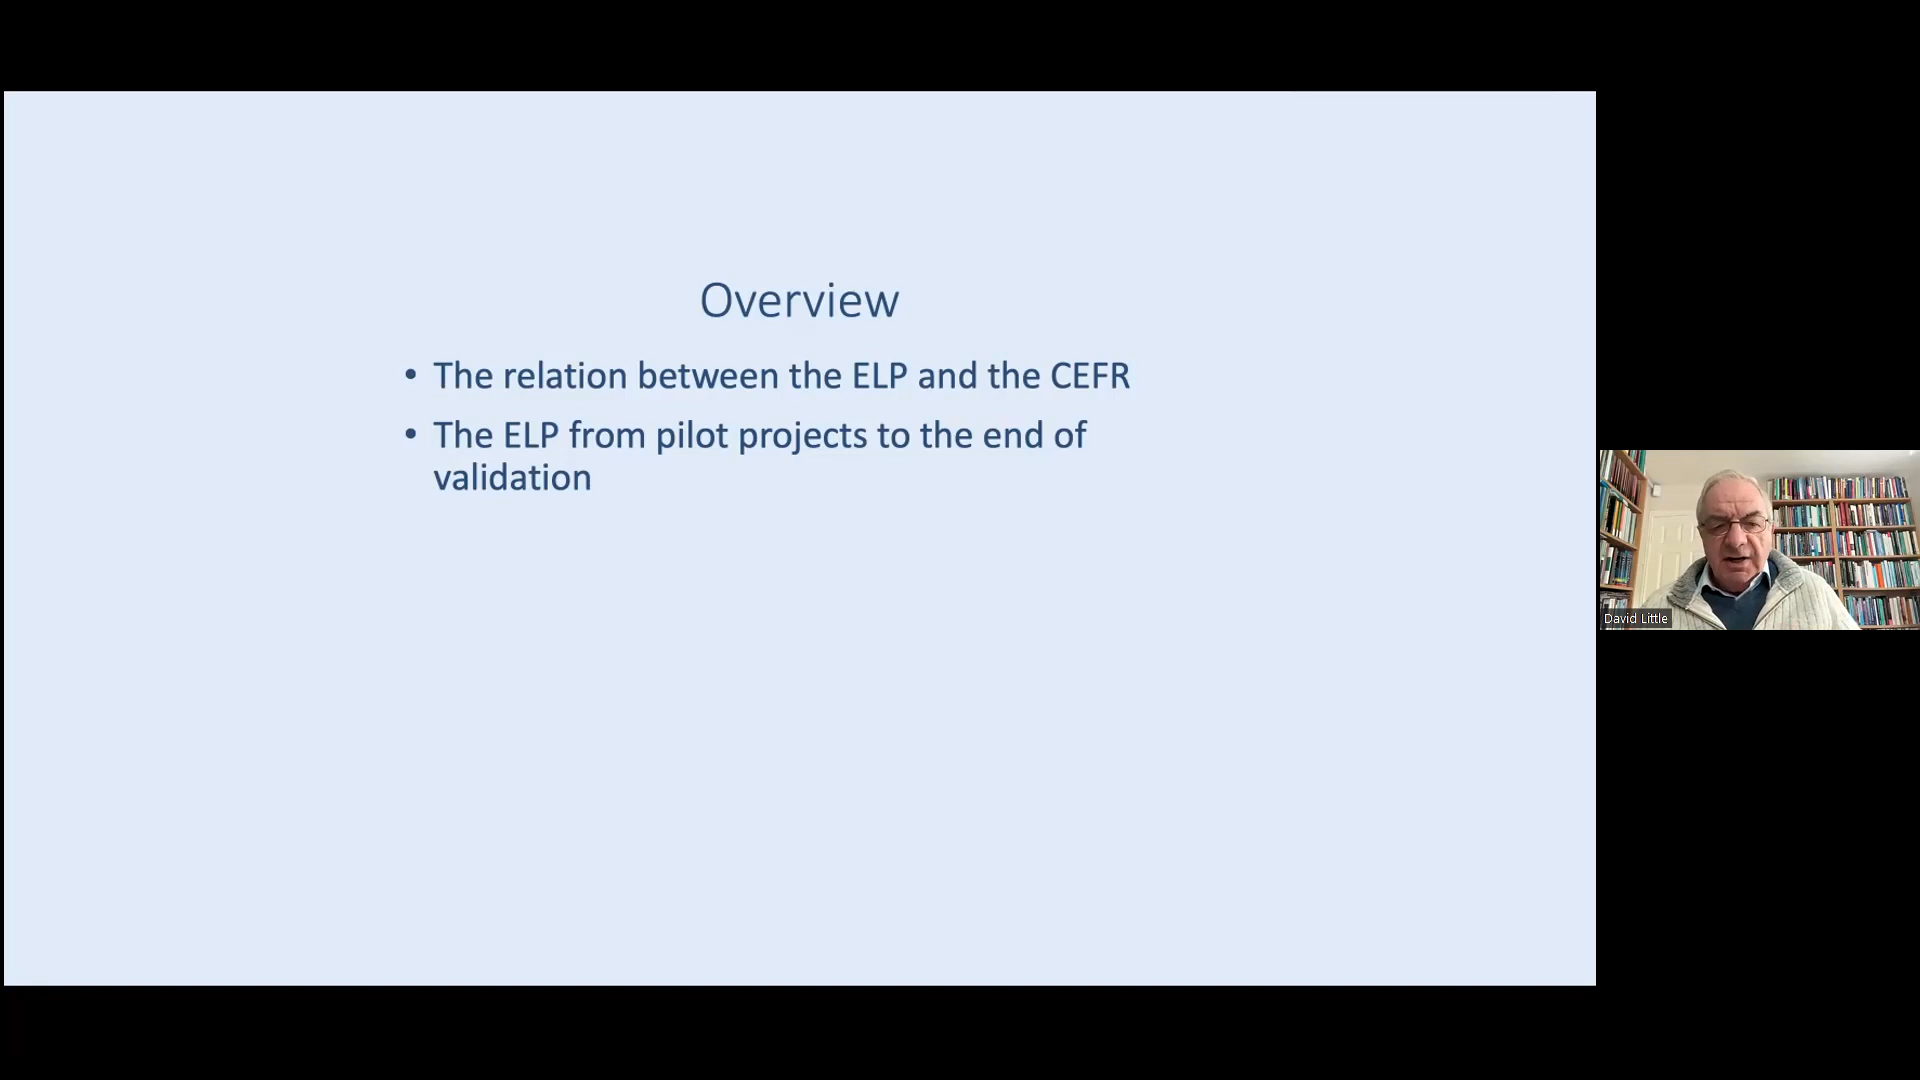 Overview
• The relation between the ELP and the CEFR
• The ELP from pilot projects to the end of
validation
David Little